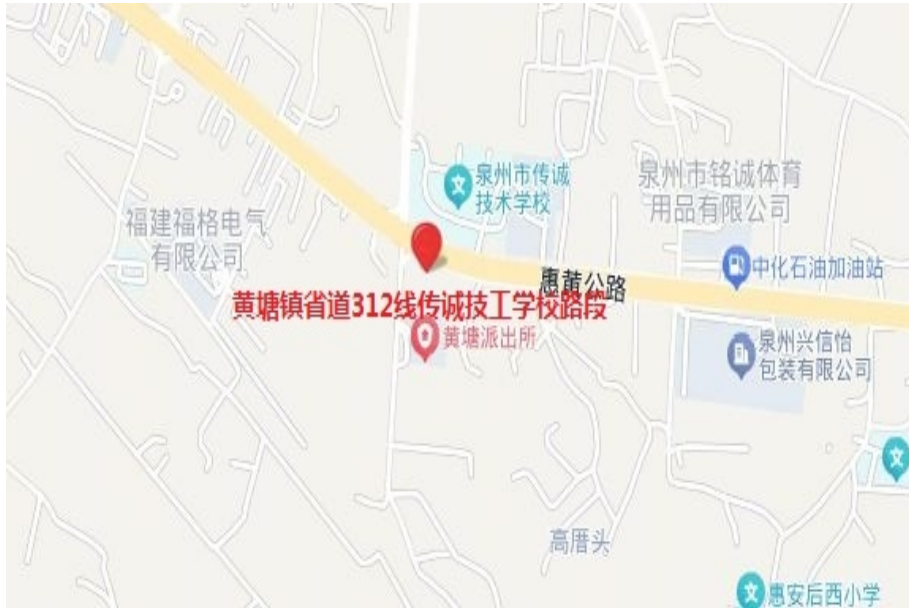 泉州市传诚
技术学校
泉州市铭诚体育
用品有限公司
福建福格电气
有限公司
中化石油加油站
惠黄公路
黄塘镇省道312线传诚技工学校路段
黄塘派出所
泉州兴信怡
包装有限公司
文
文
高厝头
文
惠安后西小学